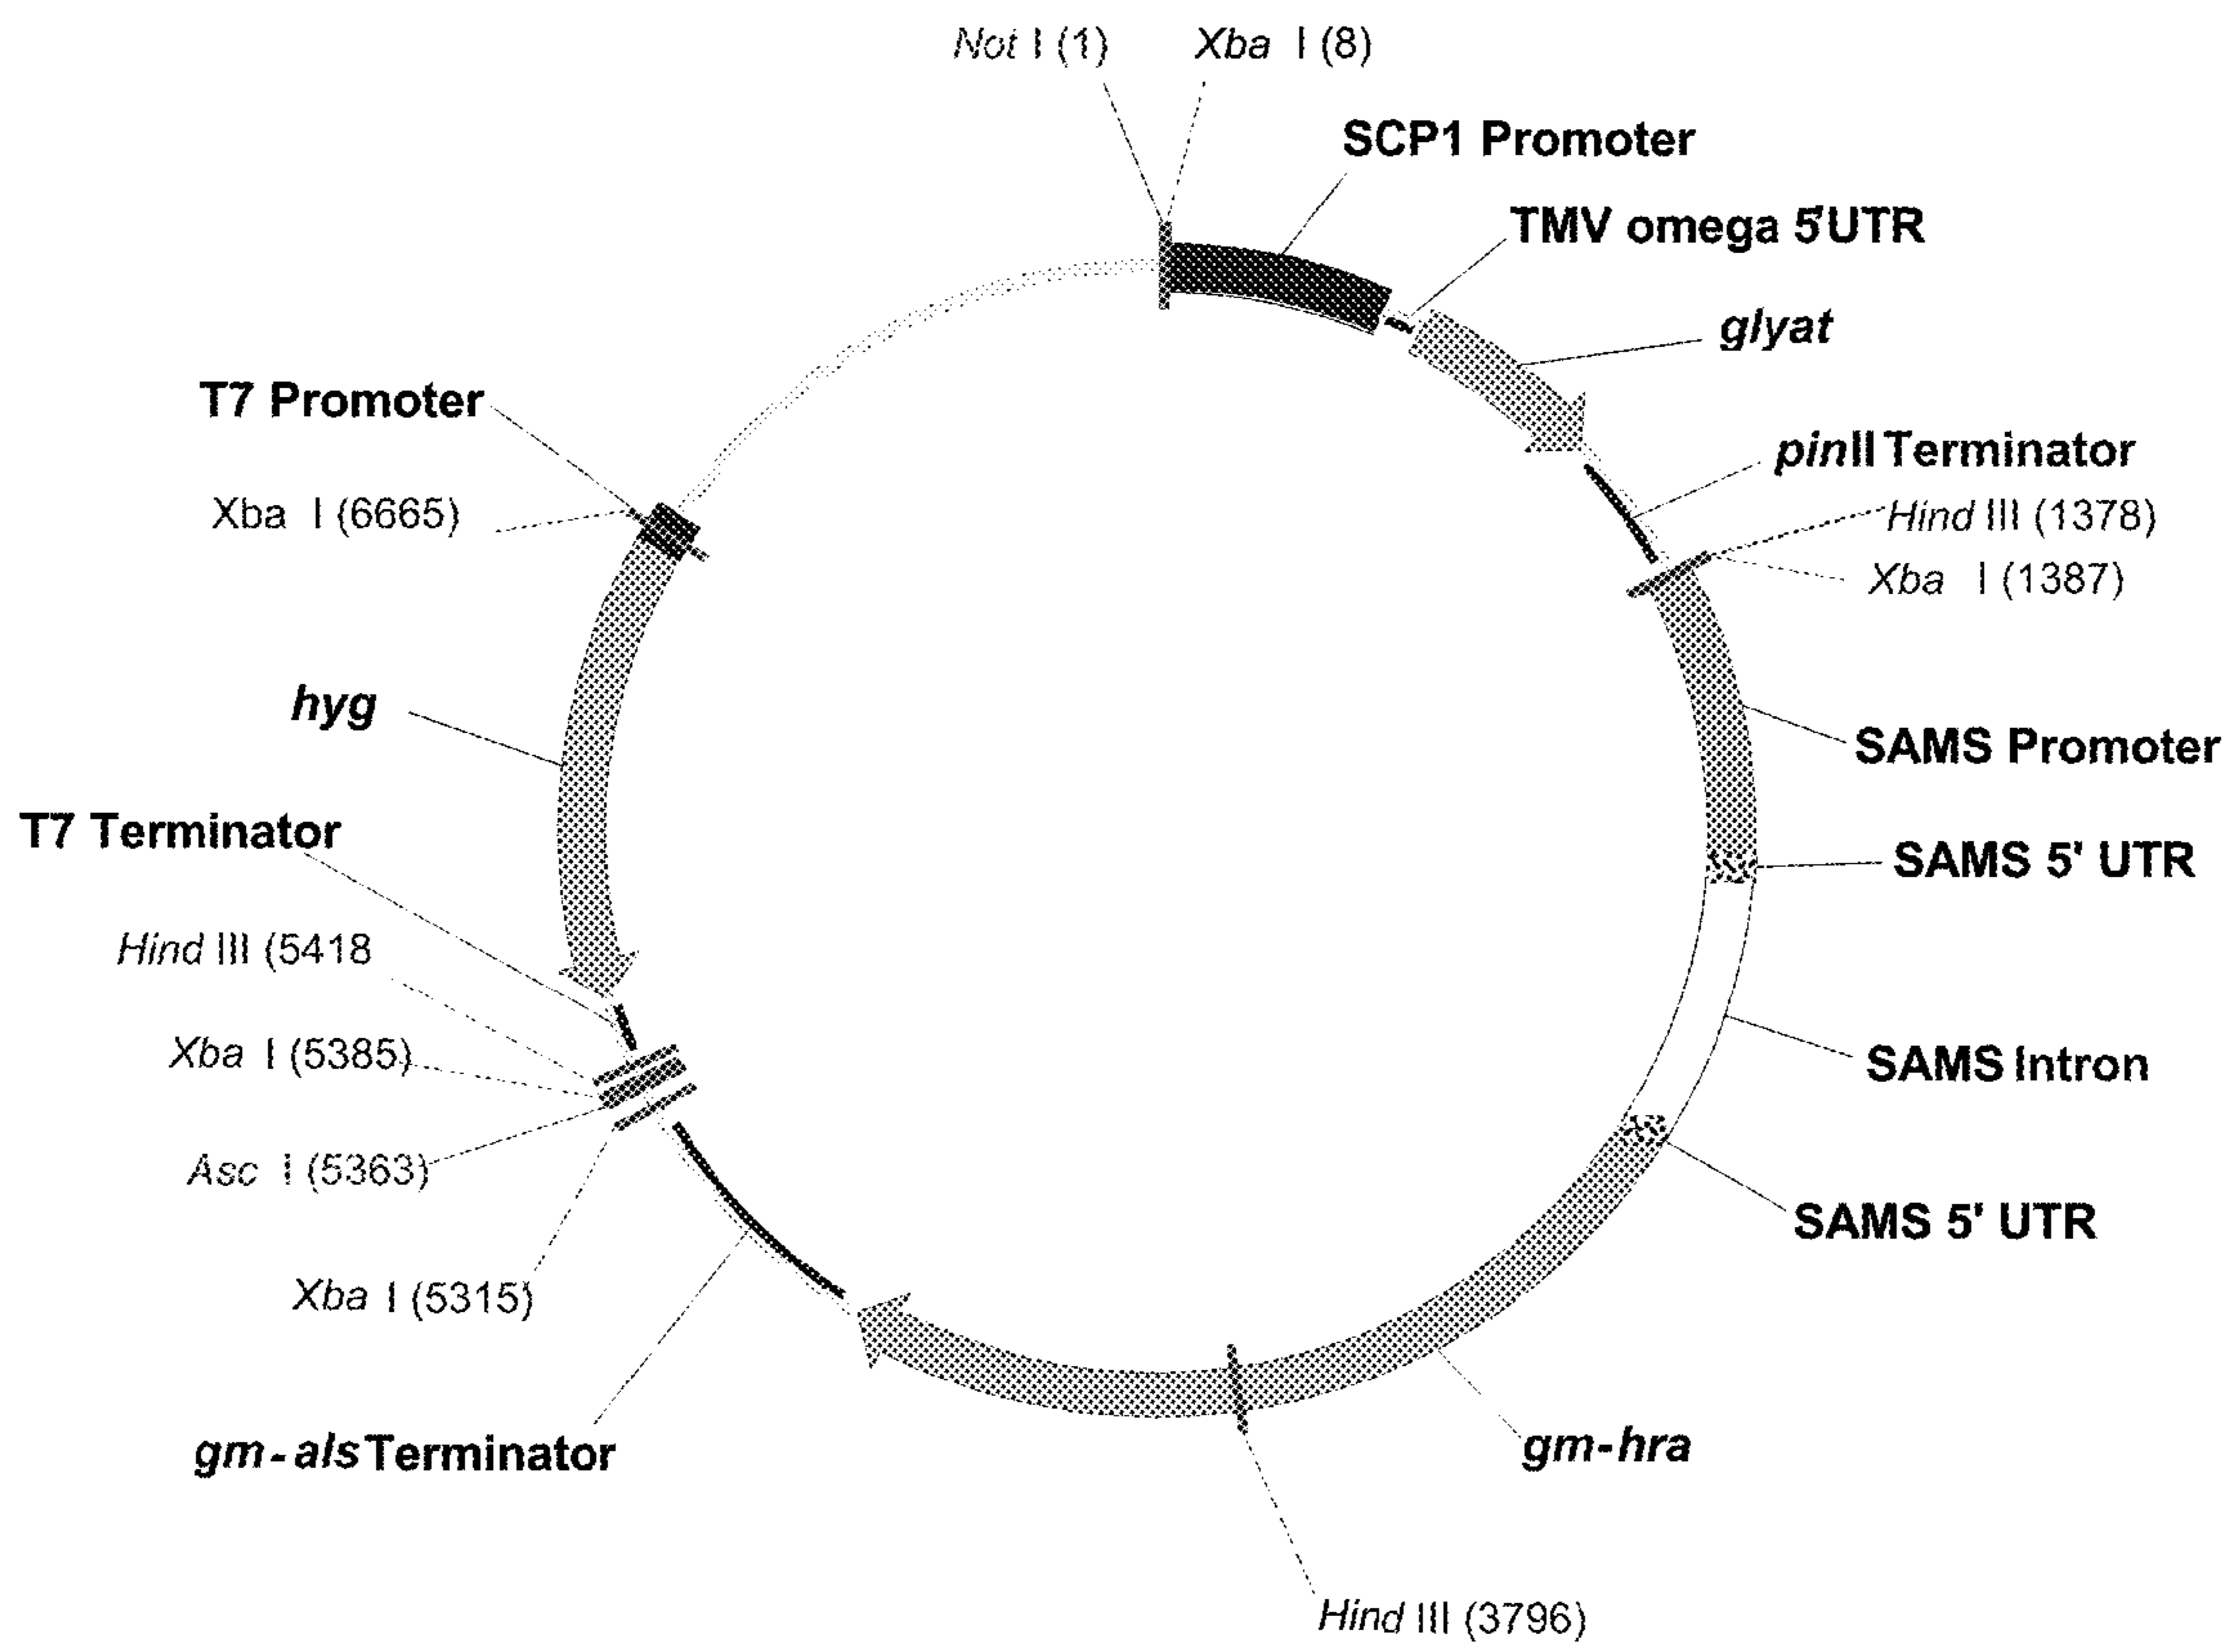 Not I (1)
Xba I (8)
SCP1 Promoter
TMV omega 5'UTR
glyat
pinII Terminator
Hind III (1378)
Xba I (1387)
SAMS Promoter
SAMS 5' UTR
SAMS Intron
SAMS 5' UTR
gm-hra
Hind III (3796)
gm-als Terminator
Xba I (5315)
Asc I (5363)
Xba I (5385)
Hind III (5418
T7 Terminator
hyg
Xba I (6665)
T7 Promoter